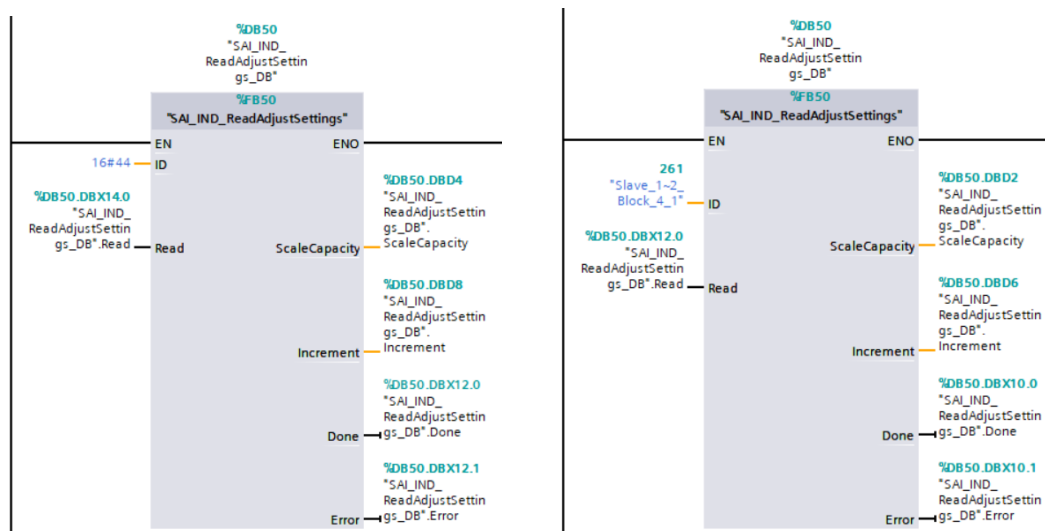 %DB50
"SAI_IND_
ReadAdjustSettin
gs_DB"
%FB50
"SAI_IND_ReadAdjustSettings"
EN
ENO
16#44
ID
%DB50.DBX14.0
"SAI_IND_
ReadAdjustSettin
gs_DB".Read
Read
ScaleCapacity
%DB50.DBD4
"SAI_IND_
ReadAdjustSettin
gs_DB".
ScaleCapacity
Increment
%DB50.DBD8
"SAI_IND_
ReadAdjustSettin
gs_DB".
Increment
Done
%DB50.DBX12.0
"SAI_IND_
ReadAdjustSettin
gs_DB".Done
Error
%DB50.DBX12.1
"SAI_IND_
ReadAdjustSettin
gs_DB".Error
%DB50
"SAI_IND_
ReadAdjustSettin
gs_DB"
%FB50
"SAI_IND_ReadAdjustSettings"
EN
ENO
261
"Slave_1~2_
Block_4_1"
ID
%DB50.DBX12.0
"SAI_IND_
ReadAdjustSettin
gs_DB".Read
Read
ScaleCapacity
%DB50.DBD2
"SAI_IND_
ReadAdjustSettin
gs_DB".
ScaleCapacity
Increment
%DB50.DBD6
"SAI_IND_
ReadAdjustSettin
gs_DB".
Increment
Done
%DB50.DBX10.0
"SAI_IND_
ReadAdjustSettin
gs_DB".Done
Error
%DB50.DBX10.1
"SAI_IND_
ReadAdjustSettin
gs_DB".Error